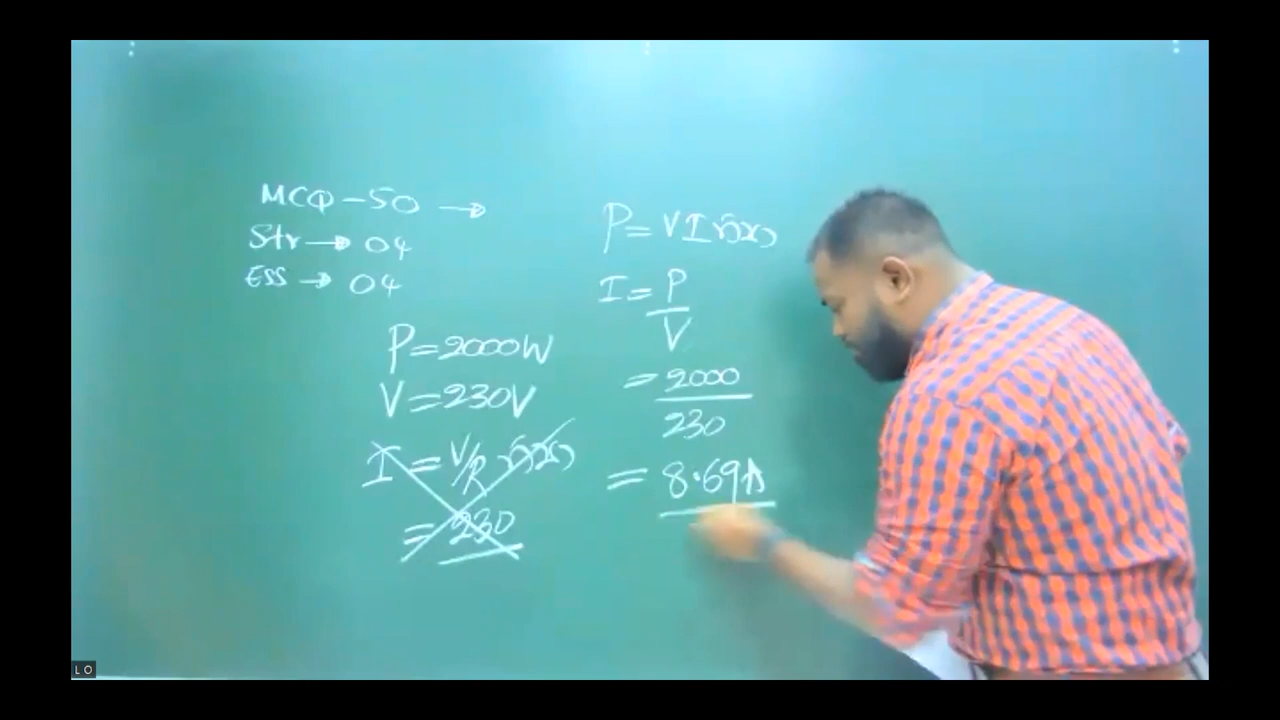 MCQ - 50 →
Str → 04
ESS → 04
P = 2000W
V = 230V
I = V/R
= 230
P = VI
I = P
V
= 2000
230
= 8.69A
LO